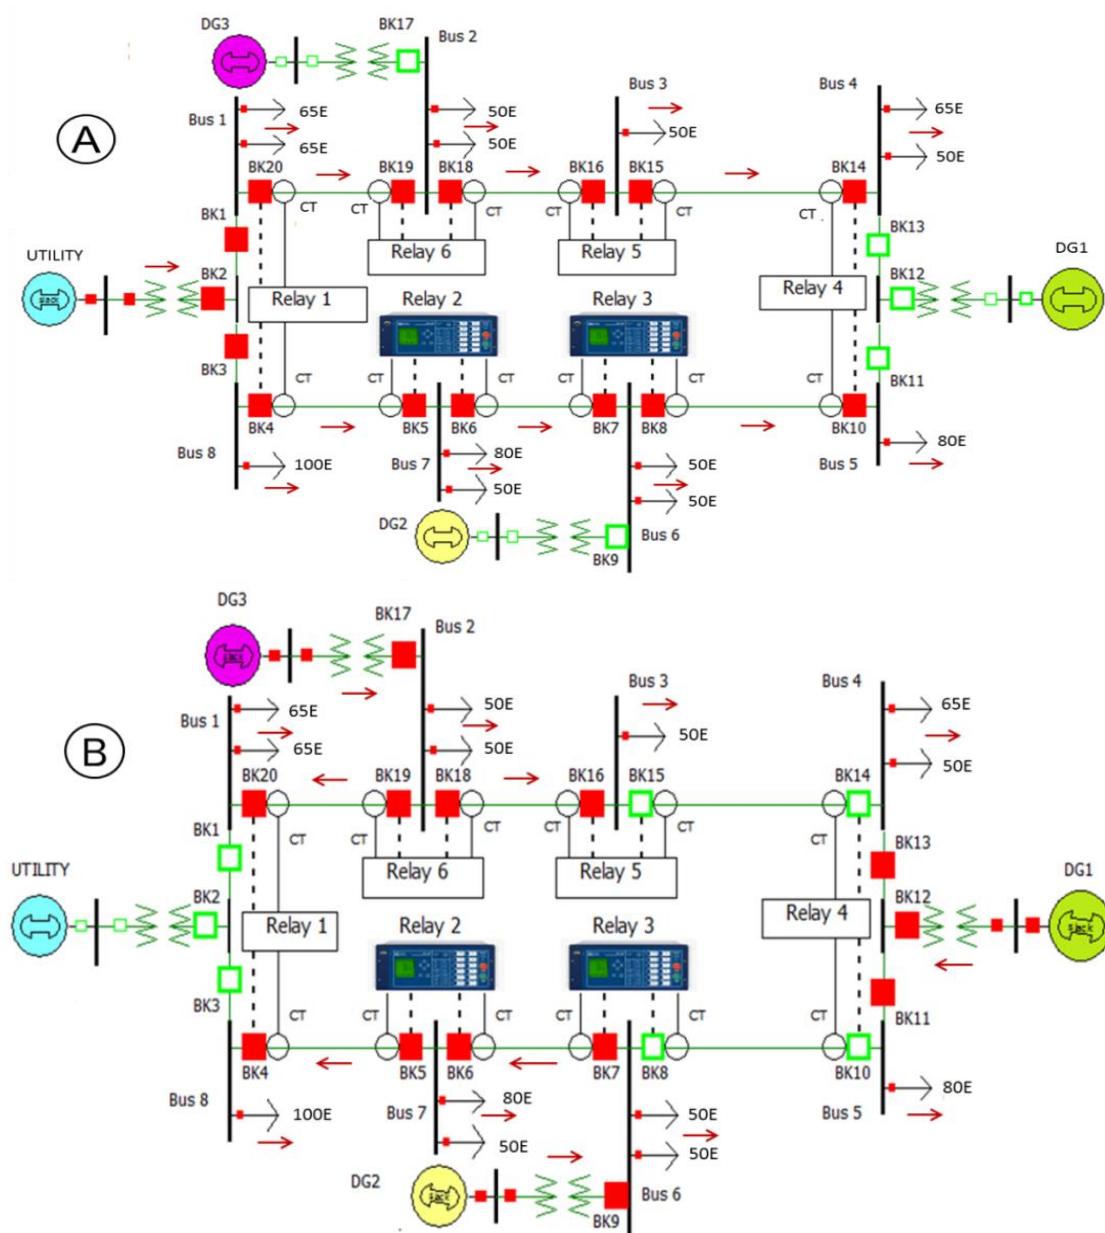 DG3
BK17
Bus 2
A
Bus 1
65E
65E
50E
50E
Bus 3
50E
Bus 4
65E
50E
BK20
BK19
BK18
BK16
BK15
BK14
CT
CT
CT
CT
CT
CT
BK1
Relay 6
Relay 5
BK13
UTILITY
BK2
Relay 1
Relay 2
Relay 3
Relay 4
BK12
DG1
slack
BK3
CT
CT
CT
CT
CT
CT
BK11
BK4
BK5
BK6
BK7
BK8
BK10
Bus 8
100E
Bus 7
80E
50E
50E
50E
Bus 5
80E
DG2
BK9
Bus 6
DG3
BK17
Bus 2
slack
B
Bus 1
65E
65E
50E
50E
Bus 3
50E
Bus 4
65E
50E
BK20
BK19
BK18
BK16
BK15
BK14
CT
CT
CT
CT
CT
CT
BK1
Relay 6
Relay 5
BK13
UTILITY
BK2
Relay 1
Relay 2
Relay 3
Relay 4
BK12
DG1
slack
BK3
CT
CT
CT
CT
CT
CT
BK11
BK4
BK5
BK6
BK7
BK8
BK10
Bus 8
100E
Bus 7
80E
50E
50E
50E
Bus 5
80E
DG2
slack
BK9
Bus 6